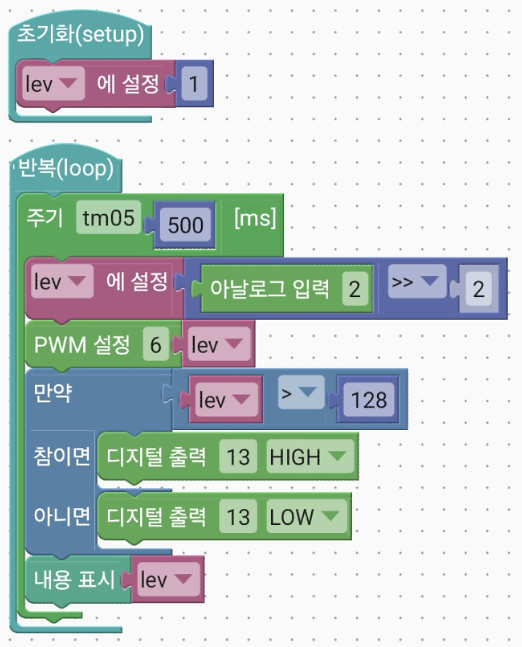 초기화(setup)
lev 에 설정 1
반복(loop)
주기 tm05 500 [ms]
lev 에 설정 아날로그 입력 2 >> 2
PWM 설정 6 lev
만약 lev > 128
참이면 디지털 출력 13 HIGH
아니면 디지털 출력 13 LOW
내용 표시 lev